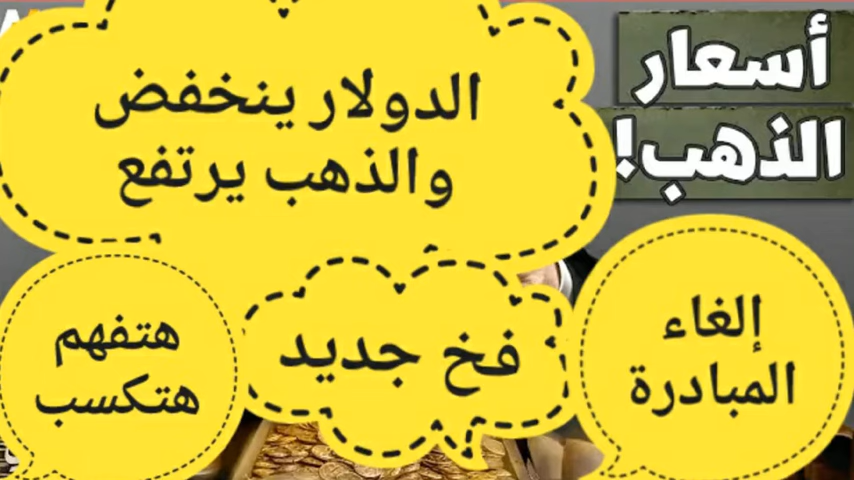 أسعار
الذهب!
الدولار ينخفض
والذهب يرتفع
إلغاء
المبادرة
فخ جديد
هتفهم
هتكسب